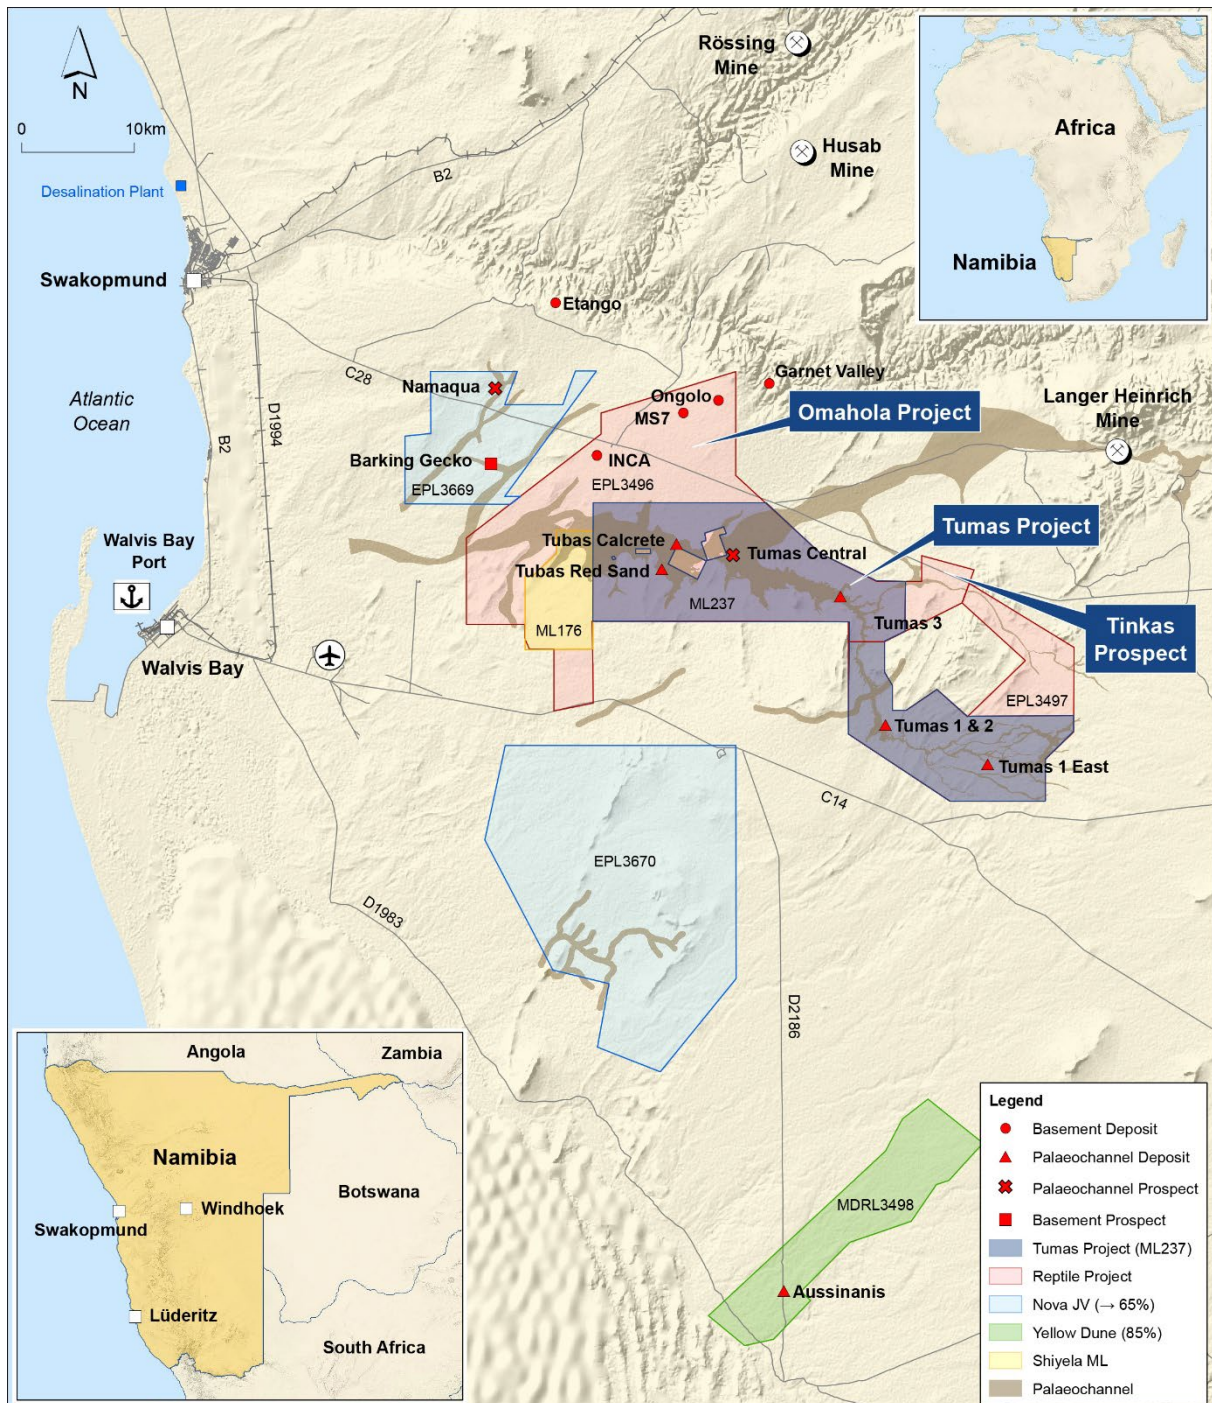 Rössing
Mine
N
0 10km
Africa
Husab
Mine
B2
Desalination Plant
Namibia
Swakopmund
Etango
C28
Garnet Valley
Namaqua
Ongolo
MS7
Omahola Project
Langer Heinrich
Mine
Atlantic
Ocean
B2
D1994
Barking Gecko
INCA
EPL3669
EPL3496
Tumas Project
Walvis Bay
Port
Tubas Calcrete
Tumas Central
Tubas Red Sand
ML237
Tumas 3
Tinkas
Prospect
ML176
Walvis Bay
EPL3497
Tumas 1 & 2
Tumas 1 East
C14
EPL3670
D1983
D2186
MDRL3498
Aussinanis
Angola
Zambia
Namibia
Botswana
Windhoek
Swakopmund
Lüderitz
South Africa
Legend
Basement Deposit
Palaeochannel Deposit
Palaeochannel Prospect
Basement Prospect
Tumas Project (ML237)
Reptile Project
Nova JV (→ 65%)
Yellow Dune (85%)
Shiyela ML
Palaeochannel